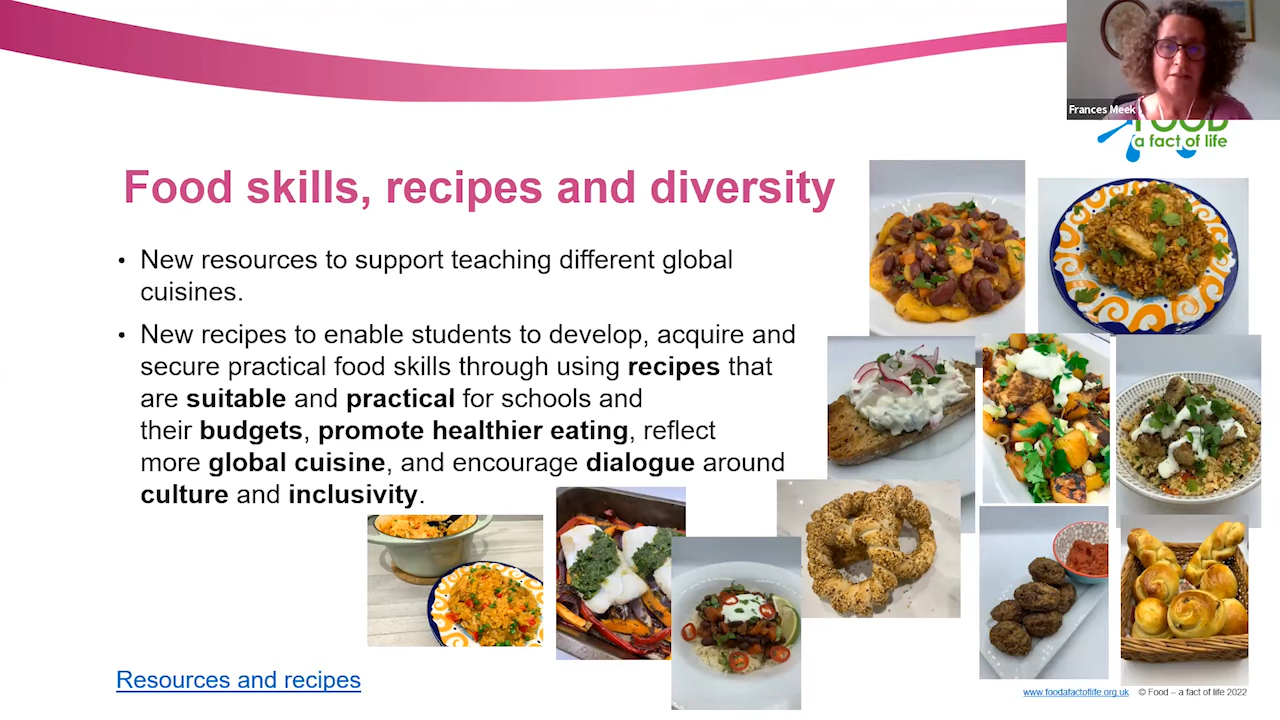 Frances Meek
FOOD
a fact of life
Food skills, recipes and diversity
• New resources to support teaching different global
cuisines.
• New recipes to enable students to develop, acquire and
secure practical food skills through using recipes that
are suitable and practical for schools and
their budgets, promote healthier eating, reflect
more global cuisine, and encourage dialogue around
culture and inclusivity.
Resources and recipes
www.foodafactoflife.org.uk © Food – a fact of life 2022